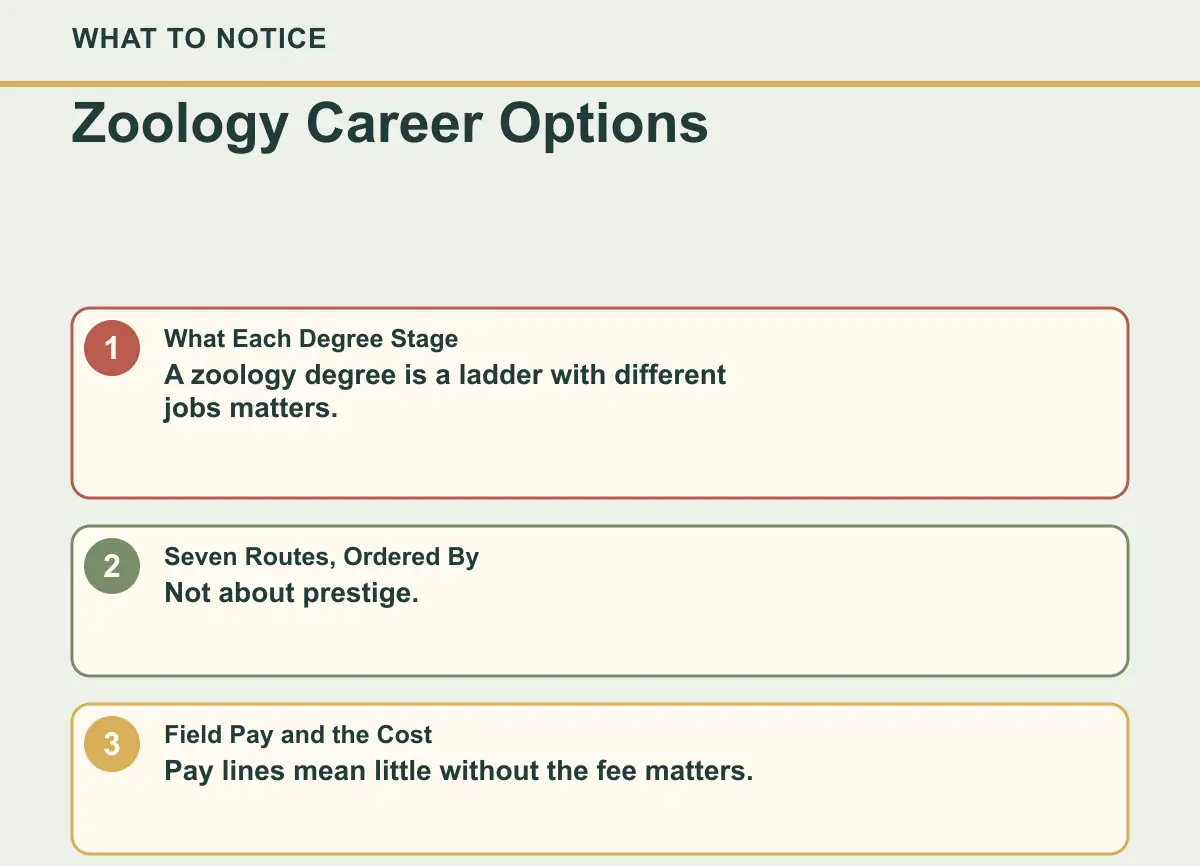 WHAT TO NOTICE
Zoology Career Options
1
What Each Degree Stage
A zoology degree is a ladder with different
jobs matters.
2
Seven Routes, Ordered By
Not about prestige.
3
Field Pay and the Cost
Pay lines mean little without the fee matters.